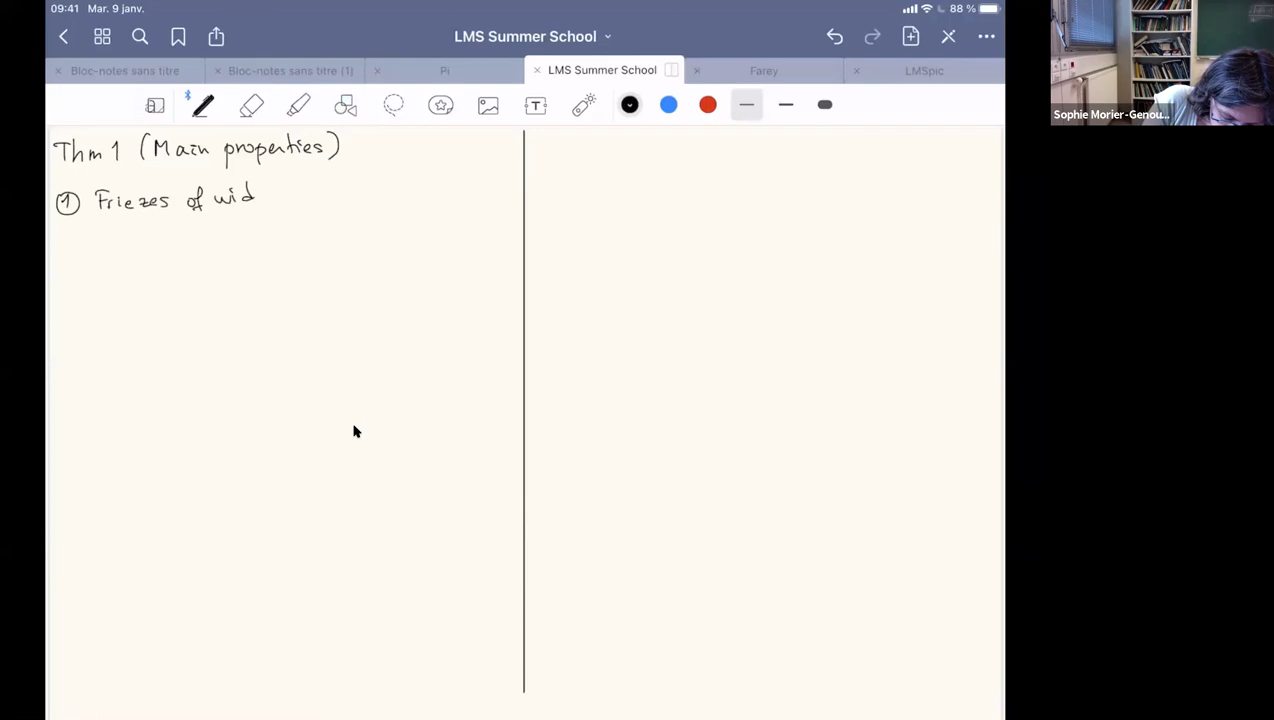 09:41 Mar. 9 janv.
88 %
LMS Summer School
Bloc-notes sans titre
Bloc-notes sans titre (1)
Pi
LMS Summer School
Farey
LMSpic
T
Sophie Morier-Genou...
Thm 1 (Main properties)
① Friezes of wid